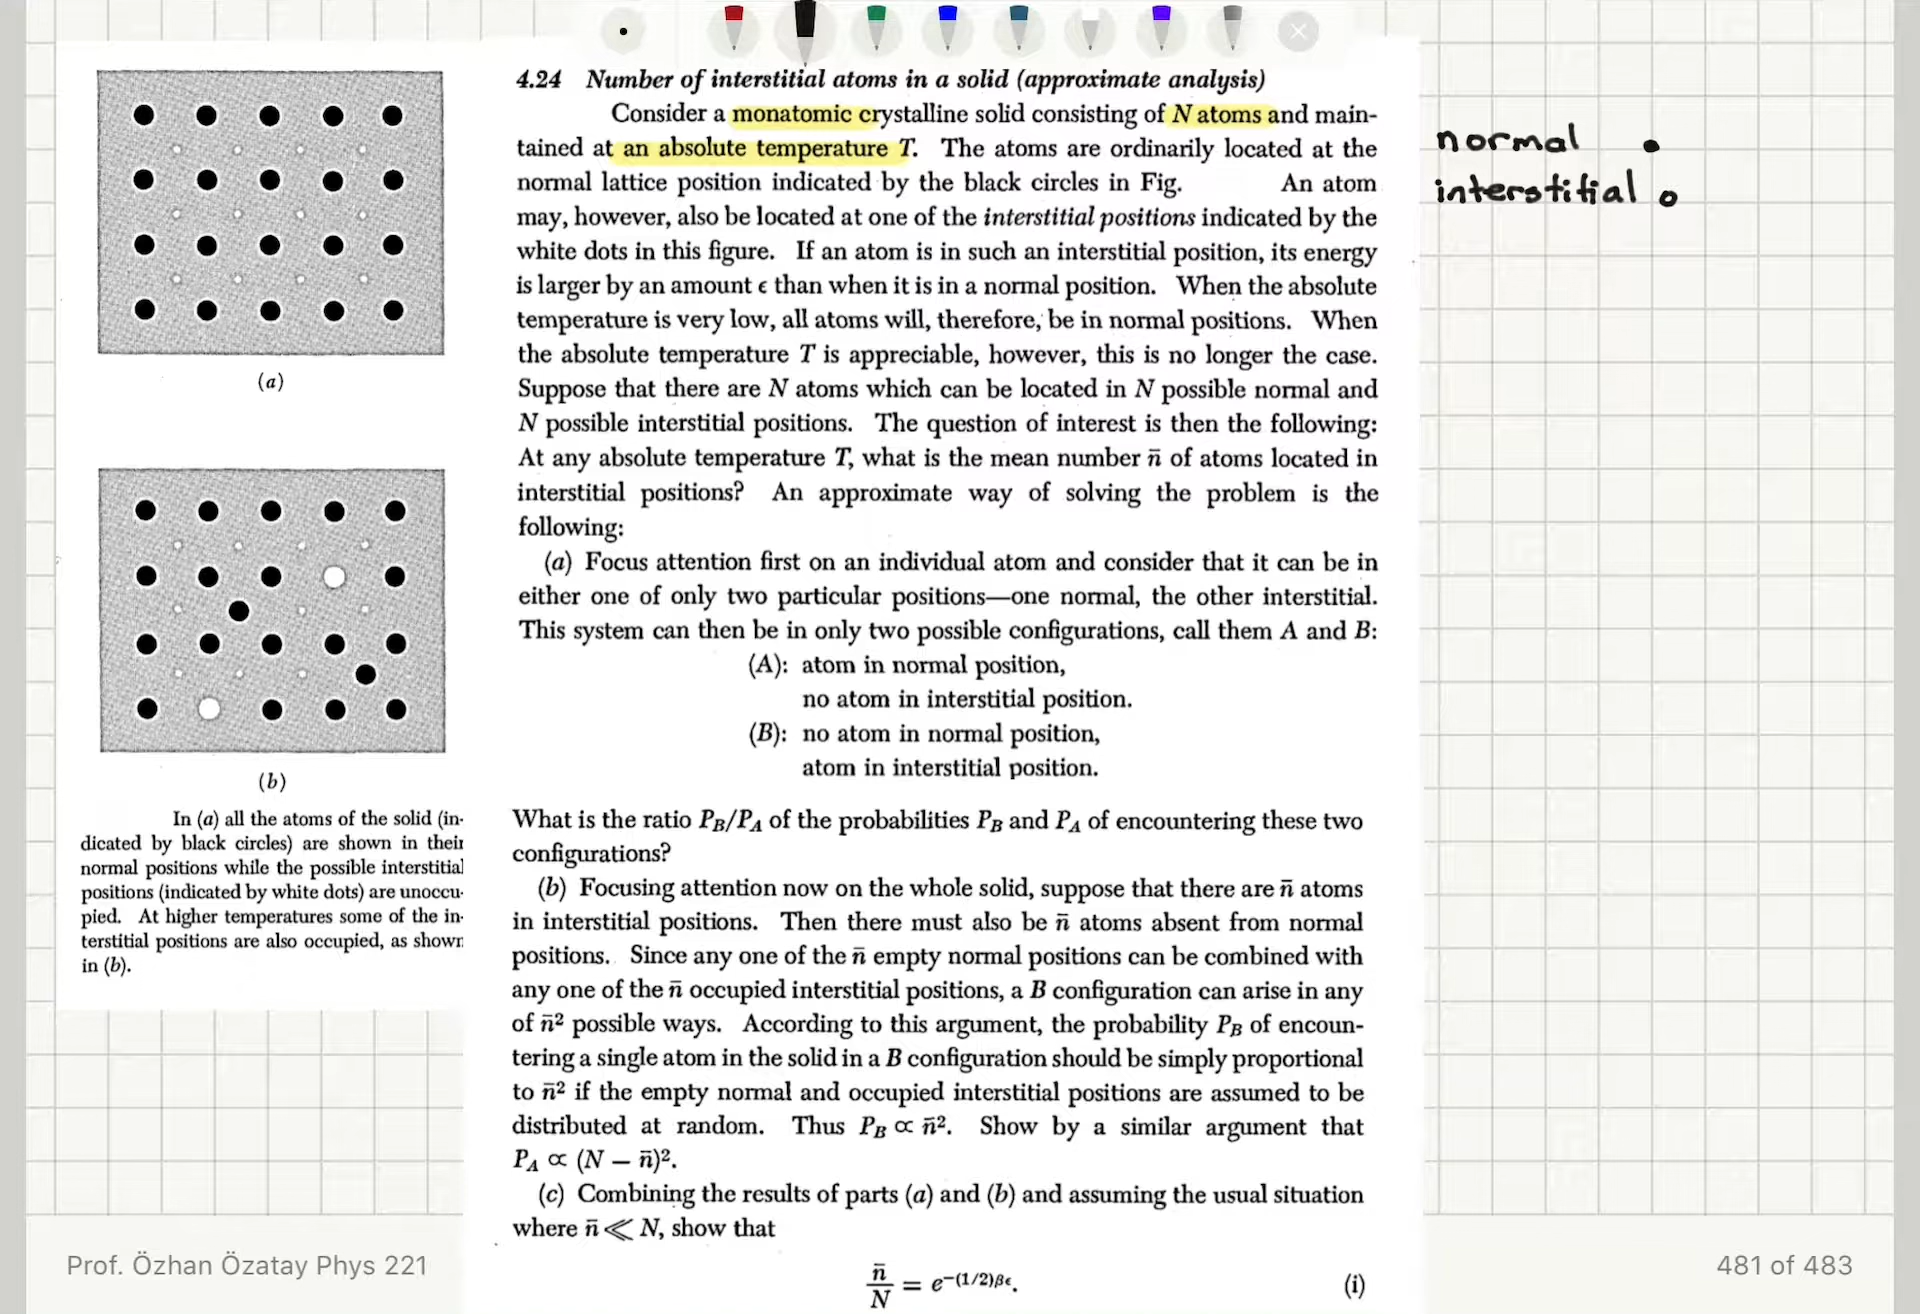 (a)
(b)
In (a) all the atoms of the solid (in-
dicated by black circles) are shown in their
normal positions while the possible interstitial
positions (indicated by white dots) are unoccu-
pied. At higher temperatures some of the in-
terstitial positions are also occupied, as shown
in (b).
4.24 Number of interstitial atoms in a solid (approximate analysis)
Consider a monatomic crystalline solid consisting of N atoms and main-
tained at an absolute temperature T. The atoms are ordinarily located at the
normal lattice position indicated by the black circles in Fig. An atom
may, however, also be located at one of the interstitial positions indicated by the
white dots in this figure. If an atom is in such an interstitial position, its energy
is larger by an amount ϵ than when it is in a normal position. When the absolute
temperature is very low, all atoms will, therefore, be in normal positions. When
the absolute temperature T is appreciable, however, this is no longer the case.
Suppose that there are N atoms which can be located in N possible normal and
N possible interstitial positions. The question of interest is then the following:
At any absolute temperature T, what is the mean number n̄ of atoms located in
interstitial positions? An approximate way of solving the problem is the
following:
(a) Focus attention first on an individual atom and consider that it can be in
either one of only two particular positions—one normal, the other interstitial.
This system can then be in only two possible configurations, call them A and B:
(A): atom in normal position,
no atom in interstitial position.
(B): no atom in normal position,
atom in interstitial position.
What is the ratio P_B/P_A of the probabilities P_B and P_A of encountering these two
configurations?
(b) Focusing attention now on the whole solid, suppose that there are n̄ atoms
in interstitial positions. Then there must also be n̄ atoms absent from normal
positions. Since any one of the n̄ empty normal positions can be combined with
any one of the n̄ occupied interstitial positions, a B configuration can arise in any
of n̄² possible ways. According to this argument, the probability P_B of encoun-
tering a single atom in the solid in a B configuration should be simply proportional
to n̄² if the empty normal and occupied interstitial positions are assumed to be
distributed at random. Thus P_B ∝ n̄². Show by a similar argument that
P_A ∝ (N − n̄)².
(c) Combining the results of parts (a) and (b) and assuming the usual situation
where n̄ ≪ N, show that
n̄/N = e^{−(1/2)βϵ}. (i)
normal
interstitial
Prof. Özhan Özatay Phys 221
481 of 483